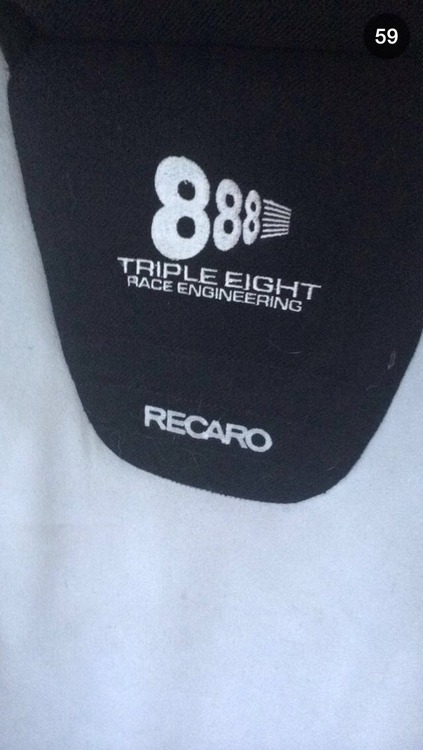 59
888
TRIPLE EIGHT
RACE ENGINEERING
RECARO